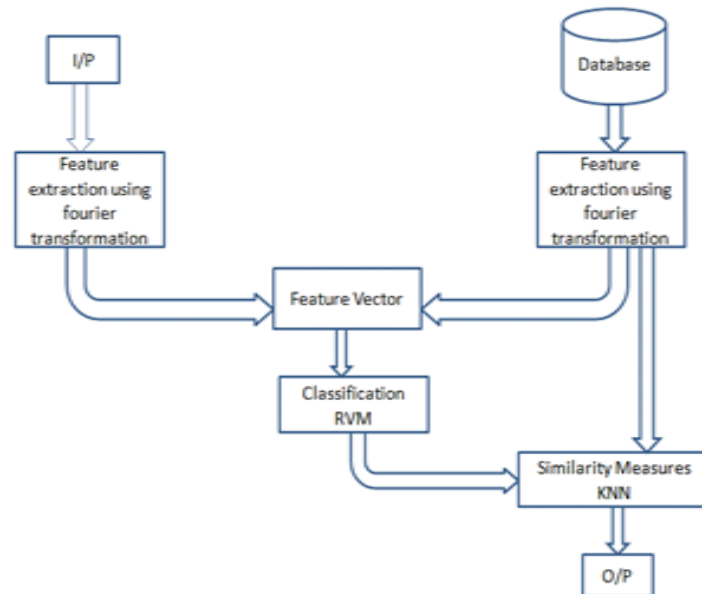 I/P
Database
Feature
extraction using
fourier
transformation
Feature
extraction using
fourier
transformation
Feature Vector
Classification
RVM
Similarity Measures
KNN
O/P